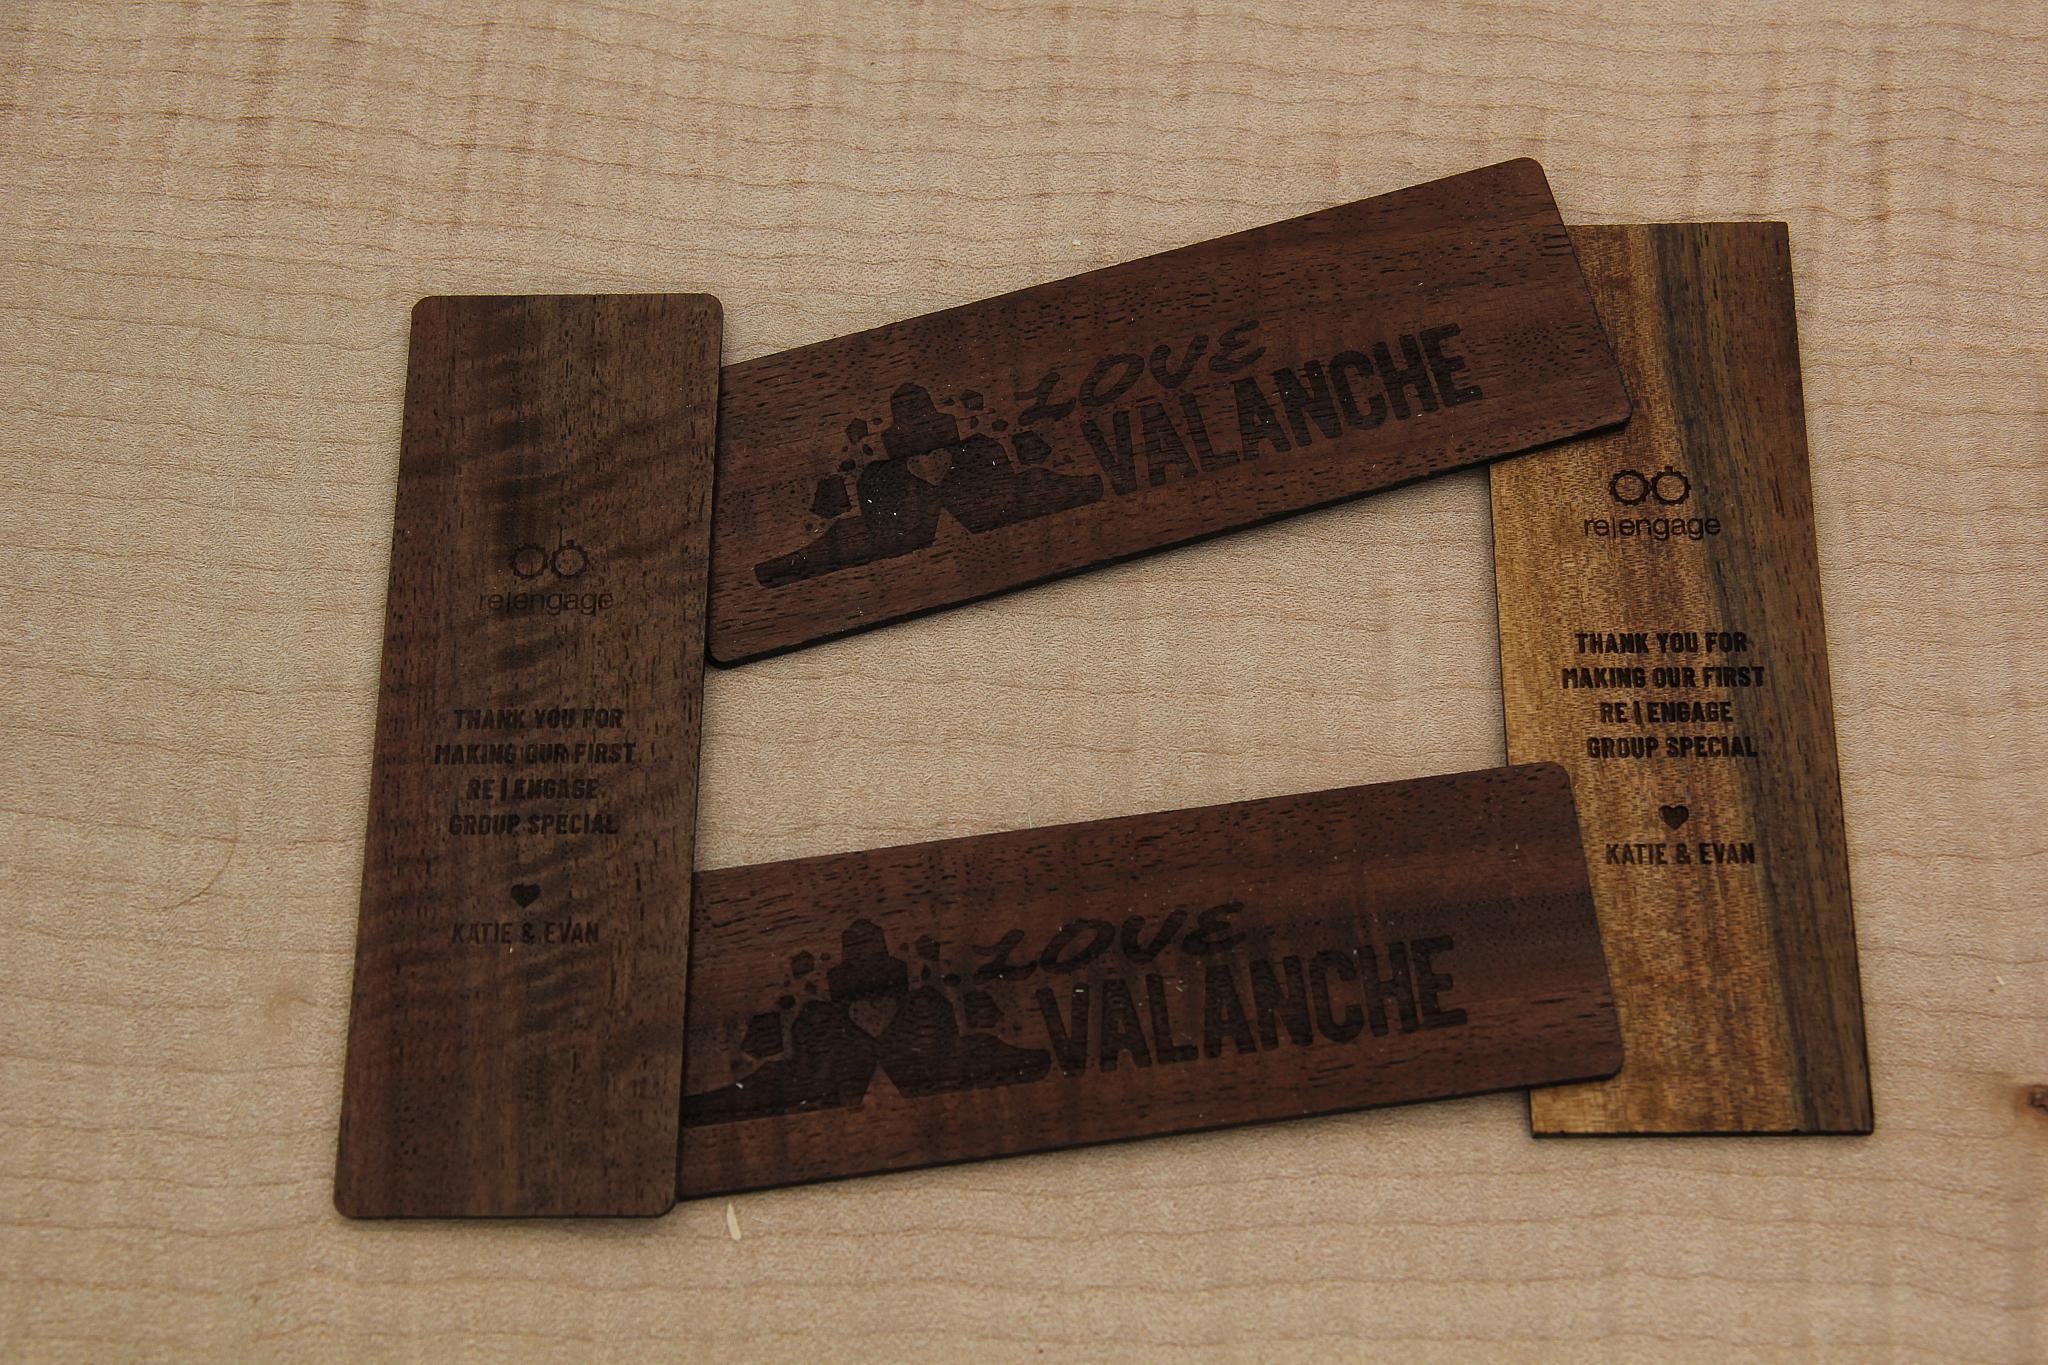 re|engage
THANK YOU FOR
MAKING OUR FIRST
RE | ENGAGE
GROUP SPECIAL
KATIE & EVAN
LOVE
VALANCHE
LOVE
VALANCHE
re|engage
THANK YOU FOR
MAKING OUR FIRST
RE | ENGAGE
GROUP SPECIAL
KATIE & EVAN